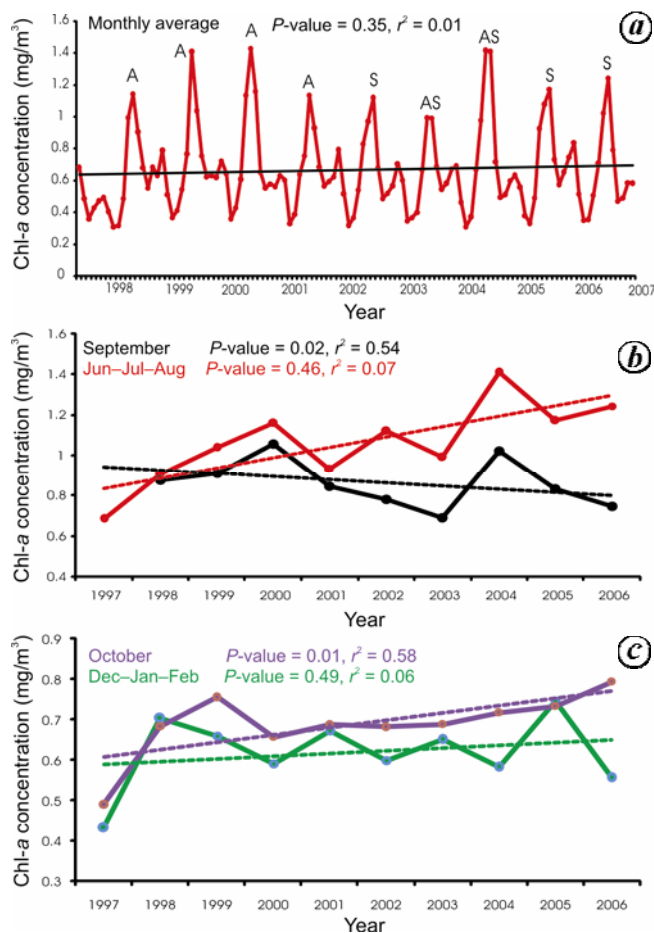 Monthly average P-value = 0.35, r² = 0.01 a
Chl-a concentration (mg/m³)
1.6
1.4
1.2
1
0.8
0.6
0.4
0.2
0
A A A A S AS AS S S
1998 1999 2000 2001 2002 2003 2004 2005 2006 2007
Year
September P-value = 0.02, r² = 0.54 b
Jun–Jul–Aug P-value = 0.46, r² = 0.07
Chl-a concentration (mg/m³)
1.6
1.4
1.2
1
0.8
0.6
0.4
1997 1998 1999 2000 2001 2002 2003 2004 2005 2006
Year
October P-value = 0.01, r² = 0.58 c
Dec–Jan–Feb P-value = 0.49, r² = 0.06
Chl-a concentration (mg/m³)
0.9
0.8
0.7
0.6
0.5
0.4
0.3
1997 1998 1999 2000 2001 2002 2003 2004 2005 2006
Year